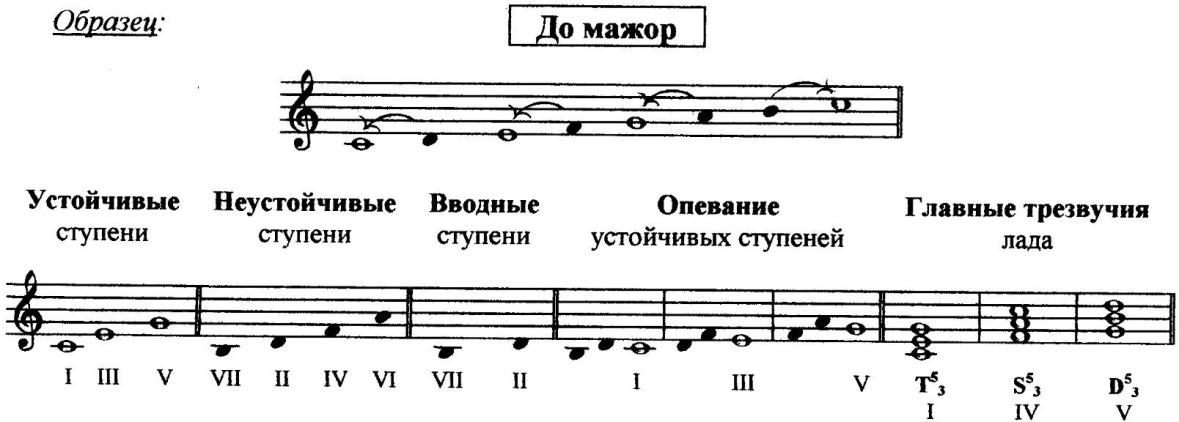 Образец:
До мажор
Устойчивые
ступени
Неустойчивые
ступени
Вводные
ступени
Опевание
устойчивых ступеней
Главные трезвучия
лада
I III V VII II IV VI VII II I III V T⁵₃ S⁵₃ D⁵₃
I IV V